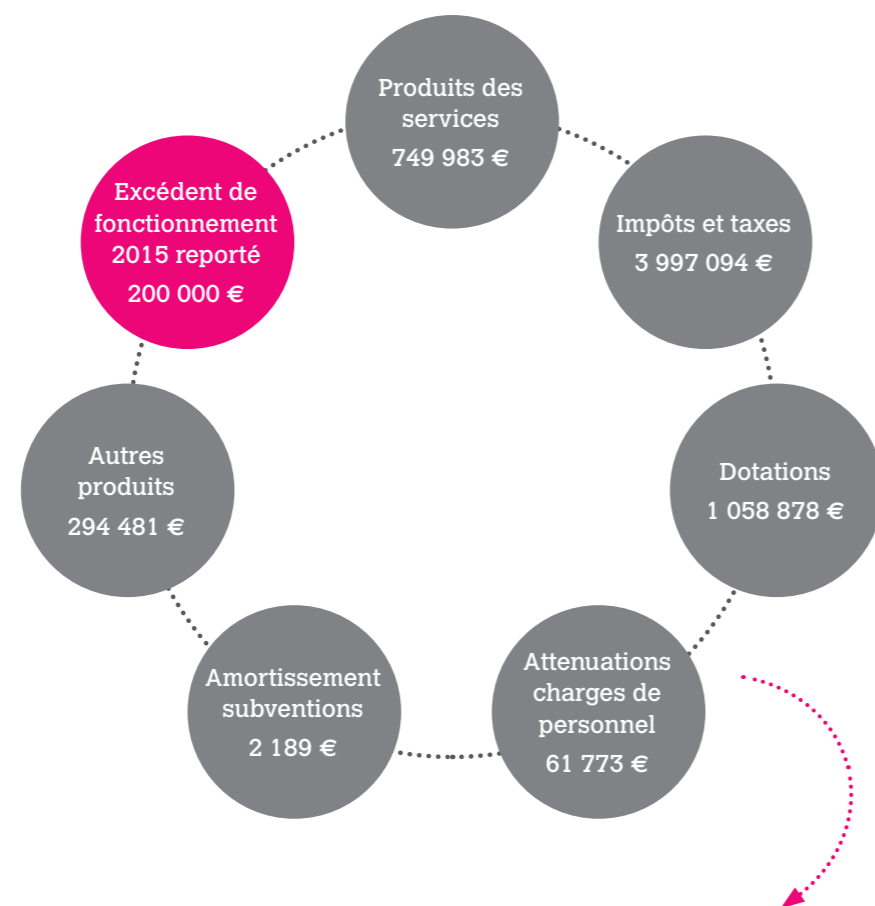 Produits des
services
749 983 €
Impôts et taxes
3 997 094 €
Dotations
1 058 878 €
Attenuations
charges de
personnel
61 773 €
Amortissement
subventions
2 189 €
Autres
produits
294 481 €
Excédent de
fonctionnement
2015 reporté
200 000 €